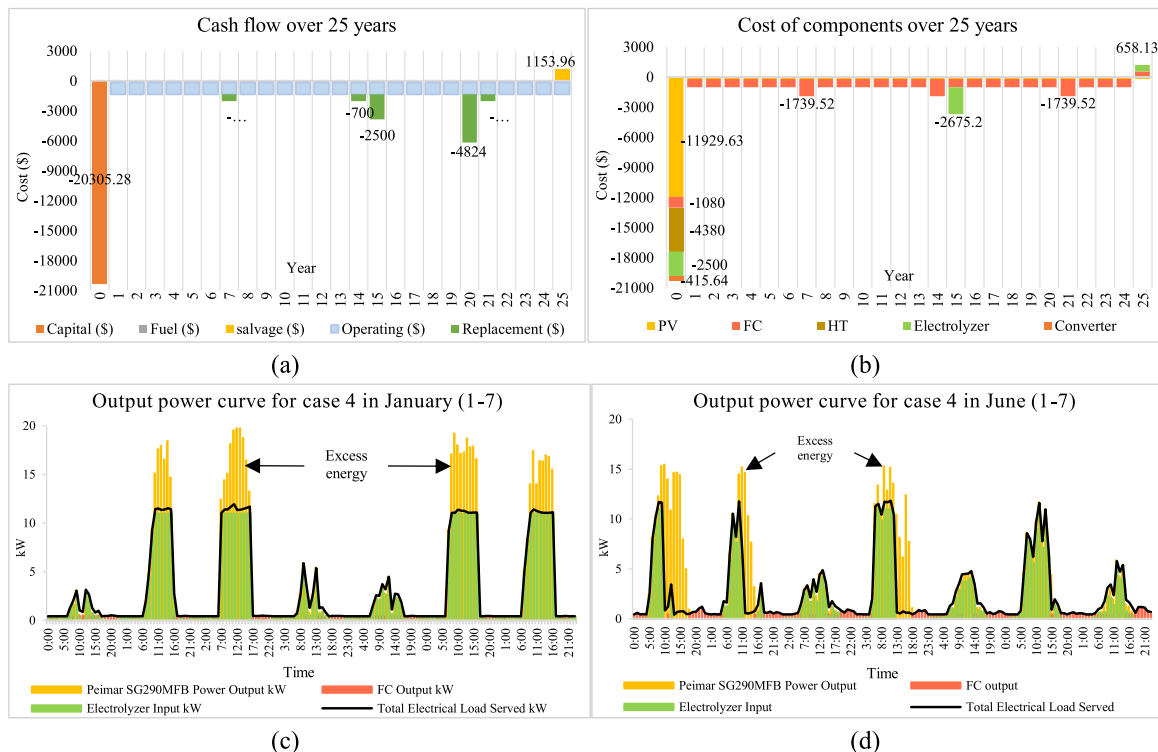 Cash flow over 25 years
3000
0
-3000
-6000
-9000
-12000
-15000
-18000
-21000
Cost ($)
1153.96
-20305.28
-...
-700
-2500
-4824
-...
Year
0 1 2 3 4 5 6 7 8 9 10 11 12 13 14 15 16 17 18 19 20 21 22 23 24 25
Capital ($) Fuel ($) salvage ($) Operating ($) Replacement ($)
(a)
Cost of components over 25 years
3000
0
-3000
-6000
-9000
-12000
-15000
-18000
-21000
Cost ($)
658.13
-1739.52
-2675.2
-1739.52
-11929.63
-1080
-4380
-2500
-415.64
Year
0 1 2 3 4 5 6 7 8 9 10 11 12 13 14 15 16 17 18 19 20 21 22 23 24 25
PV FC HT Electrolyzer Converter
(b)
Output power curve for case 4 in January (1-7)
20
15
10
5
0
kW
Excess
energy
0:00 5:00 10:00 15:00 20:00 1:00 6:00 11:00 16:00 21:00 2:00 7:00 12:00 17:00 22:00 3:00 8:00 13:00 18:00 23:00 4:00 9:00 14:00 19:00 0:00 5:00 10:00 15:00 20:00 1:00 6:00 11:00 16:00 21:00
Time
Peimar SG290MFB Power Output kW FC Output kW
Electrolyzer Input kW Total Electrical Load Served kW
(c)
Output power curve for case 4 in June (1-7)
20
15
10
5
0
kW
Excess
energy
0:00 5:00 10:00 15:00 20:00 1:00 6:00 11:00 16:00 21:00 2:00 7:00 12:00 17:00 22:00 3:00 8:00 13:00 18:00 23:00 4:00 9:00 14:00 19:00 0:00 5:00 10:00 15:00 20:00 1:00 6:00 11:00 16:00 21:00
Time
Peimar SG290MFB Power Output FC output
Electrolyzer Input Total Electrical Load Served
(d)